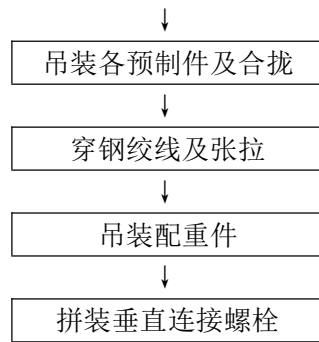 吊装各预制件及合拢
穿钢绞线及张拉
吊装配重件
拼装垂直连接螺栓